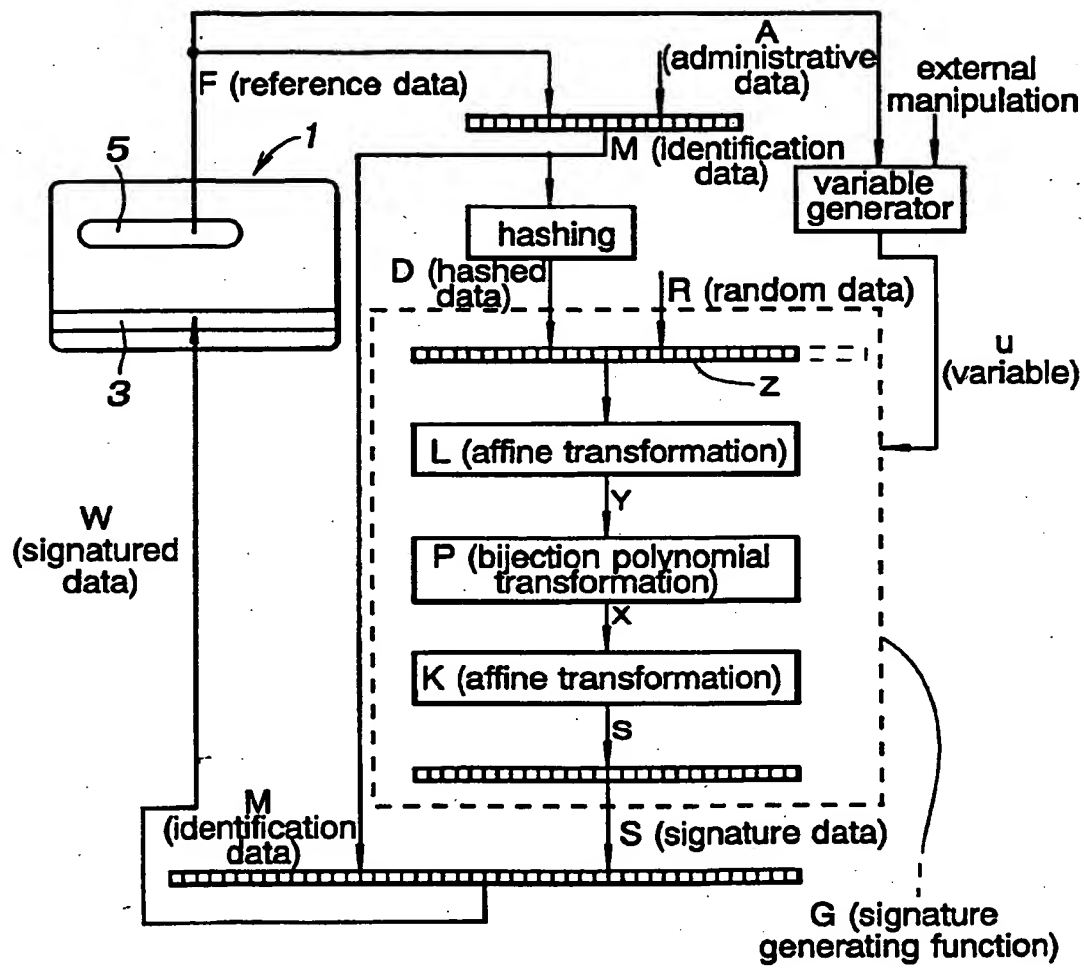 A
(administrative
data)
F (reference data)
external
manipulation
1
5
M (identification
data)
variable
generator
hashing
D (hashed
data)
R (random data)
u
(variable)
3
Z
L (affine transformation)
Y
W
(signatured
data)
P (bijection polynomial
transformation)
X
K (affine transformation)
S
M
(identification
data)
S (signature data)
G (signature
generating function)